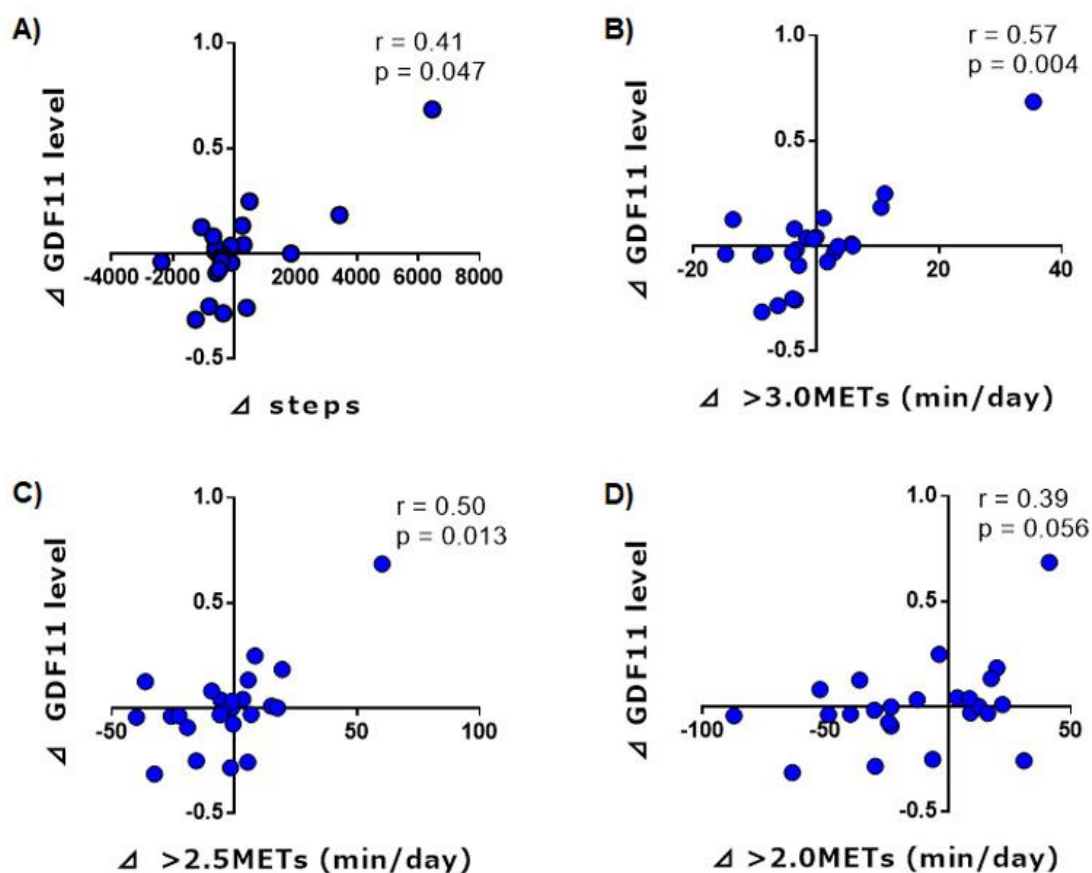 A)
r = 0.41
p = 0.047
1.0
0.5
-0.5
-4000 -2000 0 2000 4000 6000 8000
⊿ GDF11 level
⊿ steps
B)
r = 0.57
p = 0.004
1.0
0.5
-0.5
-20 20 40
⊿ GDF11 level
⊿ >3.0METs (min/day)
C)
r = 0.50
p = 0.013
1.0
0.5
-0.5
-50 0 50 100
⊿ GDF11 level
⊿ >2.5METs (min/day)
D)
r = 0.39
p = 0.056
1.0
0.5
-0.5
-100 -50 50
⊿ GDF11 level
⊿ >2.0METs (min/day)